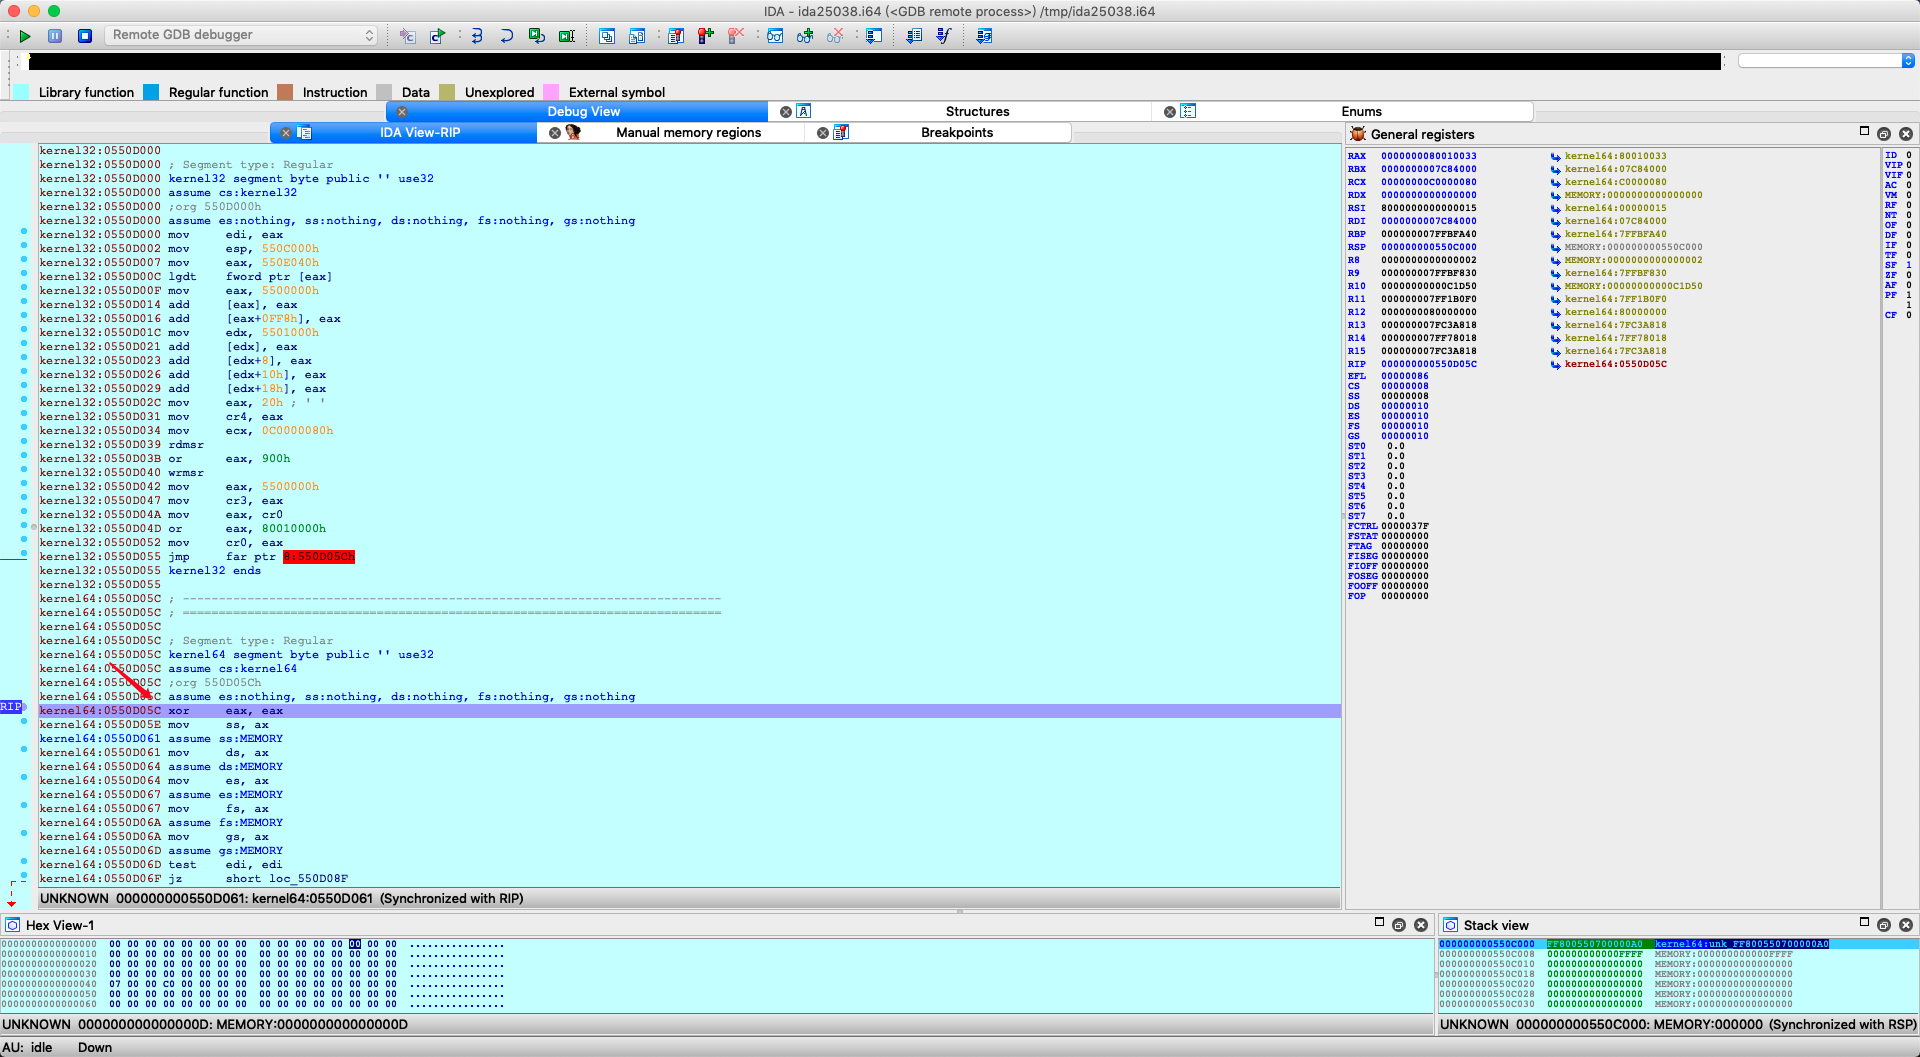 IDA - ida25038.i64 (<GDB remote process>) /tmp/ida25038.i64
Remote GDB debugger
Library function Regular function Instruction Data Unexplored External symbol
Debug View Structures Enums
IDA View-RIP Manual memory regions Breakpoints
kernel32:0550D000
kernel32:0550D000 ; Segment type: Regular
kernel32:0550D000 kernel32 segment byte public '' use32
kernel32:0550D000 assume cs:kernel32
kernel32:0550D000 ;org 550D000h
kernel32:0550D000 assume es:nothing, ss:nothing, ds:nothing, fs:nothing, gs:nothing
kernel32:0550D000 mov edi, eax
kernel32:0550D002 mov esp, 550C000h
kernel32:0550D007 mov eax, 550E040h
kernel32:0550D00C lgdt fword ptr [eax]
kernel32:0550D00F mov eax, 5500000h
kernel32:0550D014 add [eax], eax
kernel32:0550D016 add [eax+0FF8h], eax
kernel32:0550D01C mov edx, 5501000h
kernel32:0550D021 add [edx], eax
kernel32:0550D023 add [edx+8], eax
kernel32:0550D026 add [edx+10h], eax
kernel32:0550D029 add [edx+18h], eax
kernel32:0550D02C mov eax, 20h ; ' '
kernel32:0550D031 mov cr4, eax
kernel32:0550D034 mov ecx, 0C0000080h
kernel32:0550D039 rdmsr
kernel32:0550D03B or eax, 900h
kernel32:0550D040 wrmsr
kernel32:0550D042 mov eax, 5500000h
kernel32:0550D047 mov cr3, eax
kernel32:0550D04A mov eax, cr0
kernel32:0550D04D or eax, 80010000h
kernel32:0550D052 mov cr0, eax
kernel32:0550D055 jmp far ptr 8:550D05Ch
kernel32:0550D055 kernel32 ends
kernel32:0550D055
kernel64:0550D05C ; ---------------------------------------------------------------------------
kernel64:0550D05C ; ===========================================================================
kernel64:0550D05C
kernel64:0550D05C ; Segment type: Regular
kernel64:0550D05C kernel64 segment byte public '' use32
kernel64:0550D05C assume cs:kernel64
kernel64:0550D05C ;org 550D05Ch
kernel64:0550D05C assume es:nothing, ss:nothing, ds:nothing, fs:nothing, gs:nothing
RIP kernel64:0550D05C xor eax, eax
kernel64:0550D05E mov ss, ax
kernel64:0550D061 assume ss:MEMORY
kernel64:0550D061 mov ds, ax
kernel64:0550D064 assume ds:MEMORY
kernel64:0550D064 mov es, ax
kernel64:0550D067 assume es:MEMORY
kernel64:0550D067 mov fs, ax
kernel64:0550D06A assume fs:MEMORY
kernel64:0550D06A mov gs, ax
kernel64:0550D06D assume gs:MEMORY
kernel64:0550D06D test edi, edi
kernel64:0550D06F jz short loc_550D08F
UNKNOWN 000000000550D061: kernel64:0550D061 (Synchronized with RIP)
General registers
RAX 0000000080010033 kernel64:80010033
RBX 0000000007C84000 kernel64:07C84000
RCX 00000000C0000080 kernel64:C0000080
RDX 0000000000000000 MEMORY:0000000000000000
RSI 8000000000000015 kernel64:00000015
RDI 0000000007C84000 kernel64:07C84000
RBP 000000007FFBFA40 kernel64:7FFBFA40
RSP 000000000550C000 MEMORY:000000000550C000
R8 0000000000000002 MEMORY:0000000000000002
R9 000000007FFBF830 kernel64:7FFBF830
R10 00000000000C1D50 MEMORY:00000000000C1D50
R11 000000007FF1B0F0 kernel64:7FF1B0F0
R12 0000000080000000 kernel64:80000000
R13 000000007FC3A818 kernel64:7FC3A818
R14 000000007FF78018 kernel64:7FF78018
R15 000000007FC3A818 kernel64:7FC3A818
RIP 000000000550D05C kernel64:0550D05C
EFL 00000086
CS 00000008
SS 00000008
DS 00000010
ES 00000010
FS 00000010
GS 00000010
ST0 0.0
ST1 0.0
ST2 0.0
ST3 0.0
ST4 0.0
ST5 0.0
ST6 0.0
ST7 0.0
FCTRL 0000037F
FSTAT 00000000
FTAG 00000000
FISEG 00000000
FIOFF 00000000
FOSEG 00000000
FOOFF 00000000
FOP 00000000
ID 0
VIP 0
VIF 0
AC 0
VM 0
RF 0
NT 0
OF 0
DF 0
IF 0
TF 0
SF 1
ZF 0
AF 0
PF 1
1
CF 0
Hex View-1
0000000000000000 00 00 00 00 00 00 00 00 00 00 00 00 00 00 00 00 ................
0000000000000010 00 00 00 00 00 00 00 00 00 00 00 00 00 00 00 00 ................
0000000000000020 00 00 00 00 00 00 00 00 00 00 00 00 00 00 00 00 ................
0000000000000030 00 00 00 00 00 00 00 00 00 00 00 00 00 00 00 00 ................
0000000000000040 07 00 00 C0 00 00 00 00 00 00 00 00 00 00 00 00 ................
0000000000000050 00 00 00 00 00 00 00 00 00 00 00 00 00 00 00 00 ................
0000000000000060 00 00 00 00 00 00 00 00 00 00 00 00 00 00 00 00 ................
UNKNOWN 000000000000000D: MEMORY:000000000000000D
Stack view
000000000550C000 FF800550700000A0 kernel64:unk_FF800550700000A0
000000000550C008 000000000000FFFF MEMORY:000000000000FFFF
000000000550C010 0000000000000000 MEMORY:0000000000000000
000000000550C018 0000000000000000 MEMORY:0000000000000000
000000000550C020 0000000000000000 MEMORY:0000000000000000
000000000550C028 0000000000000000 MEMORY:0000000000000000
000000000550C030 0000000000000000 MEMORY:0000000000000000
UNKNOWN 000000000550C000: MEMORY:000000 (Synchronized with RSP)
AU: idle Down